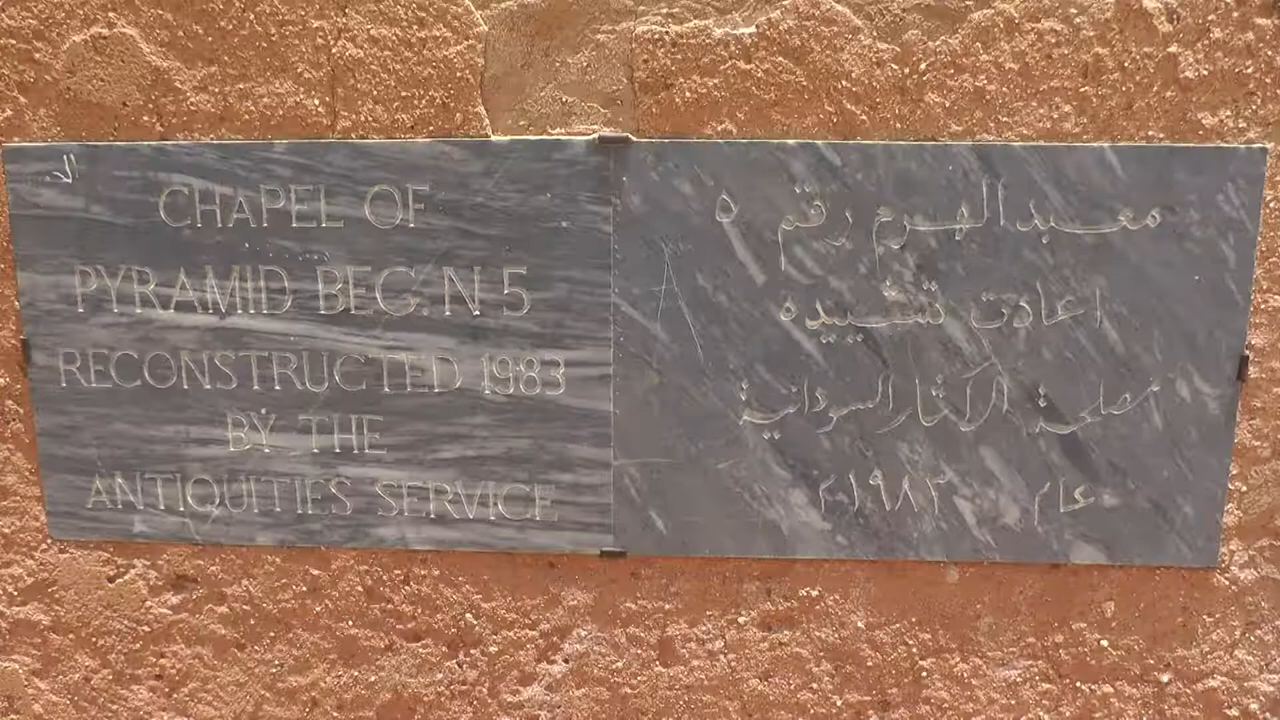 CHAPEL OF
PYRAMID BEG. N 5
RECONSTRUCTED 1983
BY THE
ANTIQUITIES SERVICE
معبد الهرم رقم ٥
اعادت تشييده
مصلحة الآثار السودانية
عام ١٩٨٣م